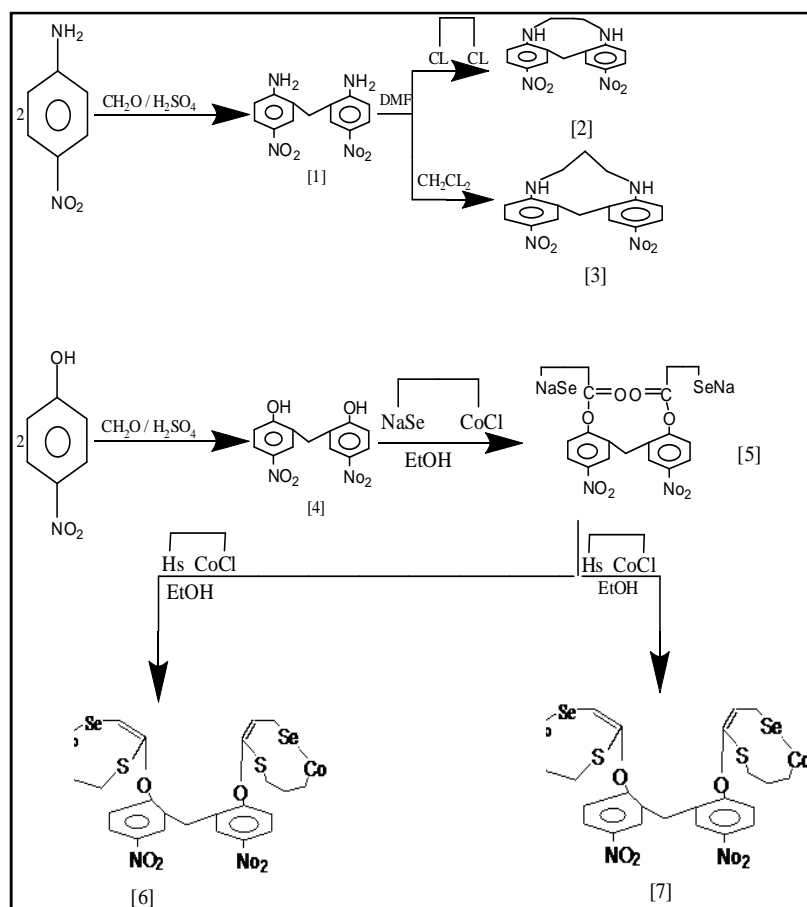 NH2
2
NO2
CH2O / H2SO4
NH2 NH2
NO2 No2
[1]
DMF
CL CL
CH2CL2
NH NH
NO2 No2
[2]
NH NH
NO2 No2
[3]
OH
2
NO2
CH2O / H2SO4
OH OH
NO2 No2
[4]
NaSe CoCl
EtOH
NaSe SeNa
C=O O=C
O O
NO2 No2
[5]
Hs CoCl
EtOH
Hs CoCl
EtOH
Se Se
S S Co
O O
NO2 No2
[6]
Se Se
S S Co
O O
NO2 No2
[7]